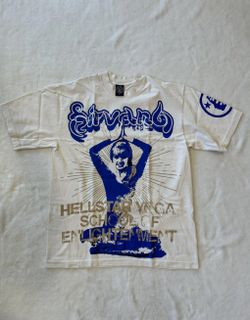 HELLSTAR YOGA
SCHOOL OF
ENLIGHTENMENT